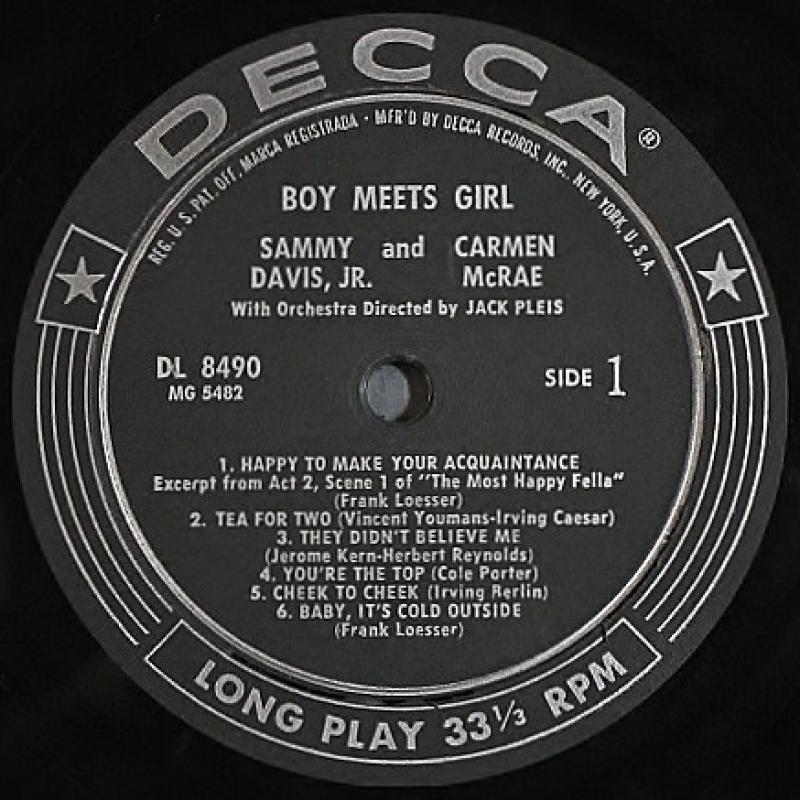 DECCA®
REG. U.S. PAT. OFF. MARCA REGISTRADA • MFR'D BY DECCA RECORDS, INC., NEW YORK, U.S.A.
BOY MEETS GIRL
SAMMY and CARMEN
DAVIS, JR. McRAE
With Orchestra Directed by JACK PLEIS
DL 8490
MG 5482
SIDE 1
1. HAPPY TO MAKE YOUR ACQUAINTANCE
Excerpt from Act 2, Scene 1 of "The Most Happy Fella"
(Frank Loesser)
2. TEA FOR TWO (Vincent Youmans-Irving Caesar)
3. THEY DIDN'T BELIEVE ME
(Jerome Kern-Herbert Reynolds)
4. YOU'RE THE TOP (Cole Porter)
5. CHEEK TO CHEEK (Irving Berlin)
6. BABY, IT'S COLD OUTSIDE
(Frank Loesser)
LONG PLAY 33⅓ RPM